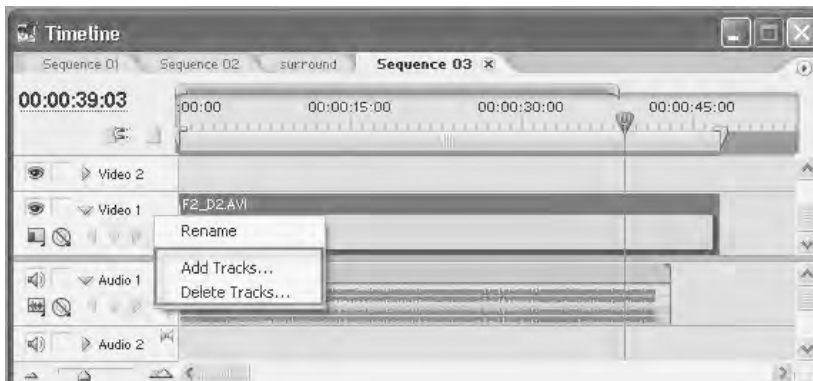 Timeline
Sequence 01 Sequence 02 surround Sequence 03 ×
00:00:39:03
:00:00 00:00:15:00 00:00:30:00 00:00:45:00
Video 2
Video 1
F2_D2.AVI
Rename
Add Tracks...
Delete Tracks...
Audio 1
Audio 2